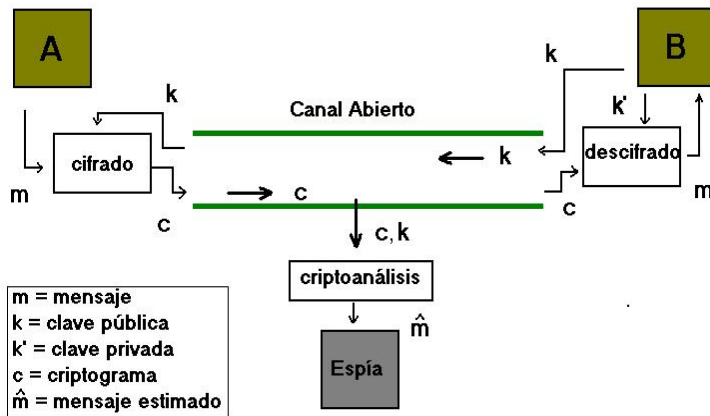 A
B
k
k
Canal Abierto
k'
cifrado
k
descifrado
m
c
m
c
c
c, k
criptoanálisis
m̂
Espía
m = mensaje
k = clave pública
k' = clave privada
c = criptograma
m̂ = mensaje estimado